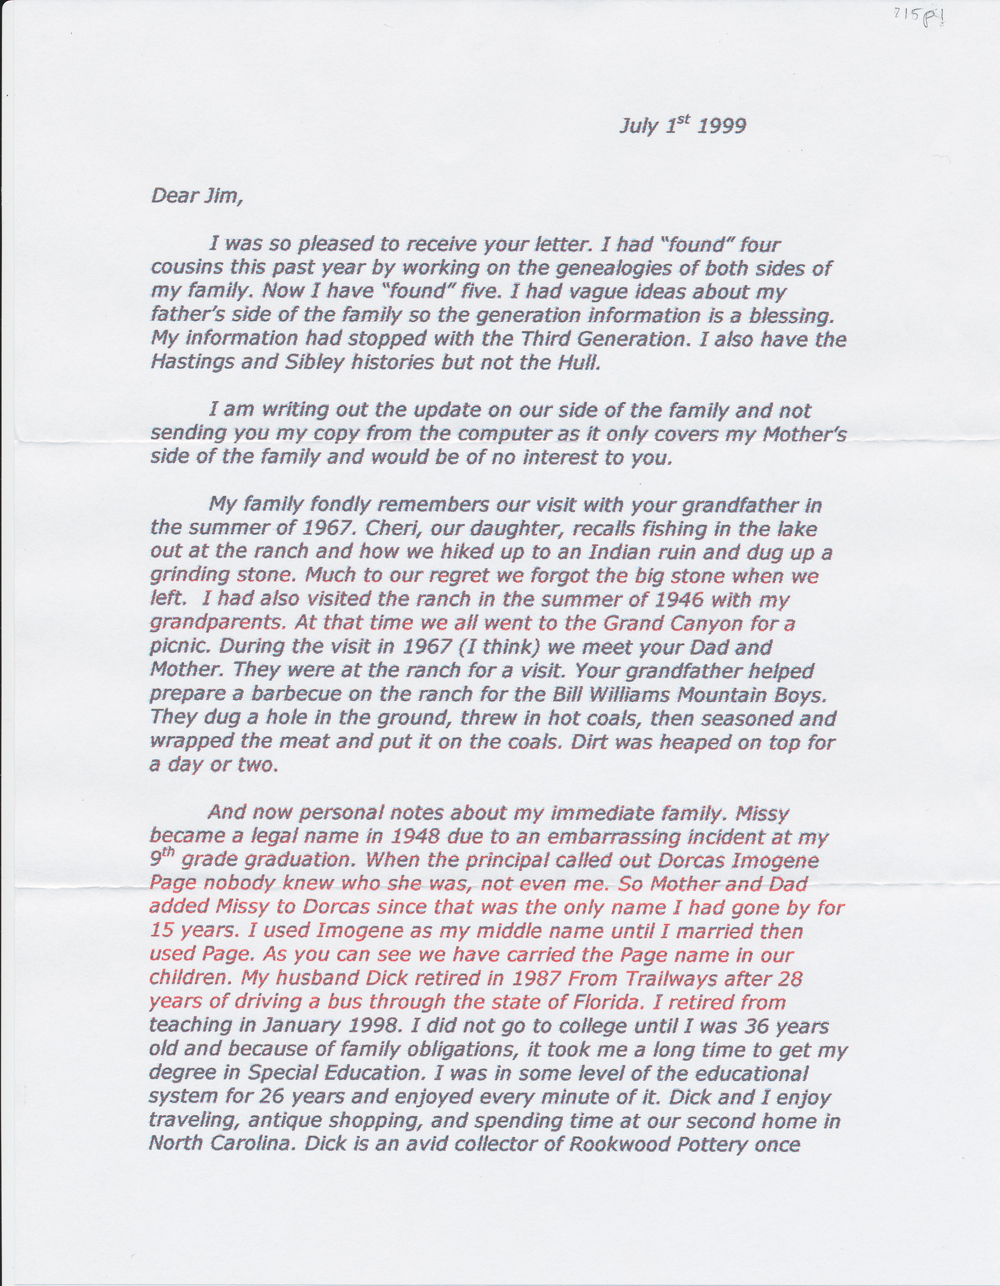 715p1
July 1st 1999
Dear Jim,
I was so pleased to receive your letter. I had "found" four
cousins this past year by working on the genealogies of both sides of
my family. Now I have "found" five. I had vague ideas about my
father's side of the family so the generation information is a blessing.
My information had stopped with the Third Generation. I also have the
Hastings and Sibley histories but not the Hull.
I am writing out the update on our side of the family and not
sending you my copy from the computer as it only covers my Mother's
side of the family and would be of no interest to you.
My family fondly remembers our visit with your grandfather in
the summer of 1967. Cheri, our daughter, recalls fishing in the lake
out at the ranch and how we hiked up to an Indian ruin and dug up a
grinding stone. Much to our regret we forgot the big stone when we
left.  I had also visited the ranch in the summer of 1946 with my
grandparents. At that time we all went to the Grand Canyon for a
picnic. During the visit in 1967 (I think) we meet your Dad and
Mother. They were at the ranch for a visit. Your grandfather helped
prepare a barbecue on the ranch for the Bill Williams Mountain Boys.
They dug a hole in the ground, threw in hot coals, then seasoned and
wrapped the meat and put it on the coals. Dirt was heaped on top for
a day or two.
And now personal notes about my immediate family. Missy
became a legal name in 1948 due to an embarrassing incident at my
9th grade graduation. When the principal called out Dorcas Imogene
Page nobody knew who she was, not even me. So Mother and Dad
added Missy to Dorcas since that was the only name I had gone by for
15 years. I used Imogene as my middle name until I married then
used Page. As you can see we have carried the Page name in our
children. My husband Dick retired in 1987 From Trailways after 28
years of driving a bus through the state of Florida. I retired from
teaching in January 1998. I did not go to college until I was 36 years
old and because of family obligations, it took me a long time to get my
degree in Special Education. I was in some level of the educational
system for 26 years and enjoyed every minute of it. Dick and I enjoy
traveling, antique shopping, and spending time at our second home in
North Carolina. Dick is an avid collector of Rookwood Pottery once